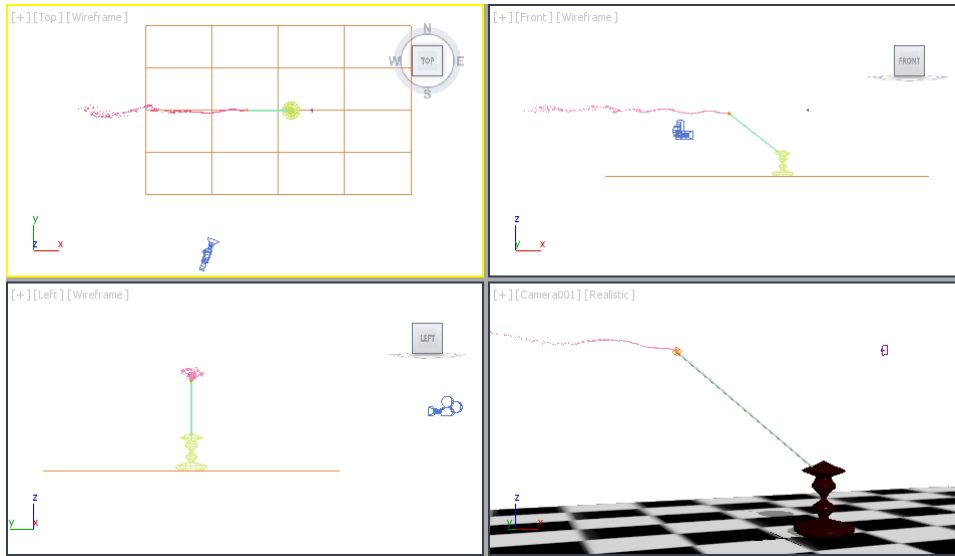 [+] [Top] [Wireframe]
N
W TOP E
S
y
z x
[+] [Front] [Wireframe]
FRONT
z
y x
[+] [Left] [Wireframe]
LEFT
z
y x
[+] [Camera001] [Realistic]
z
y x